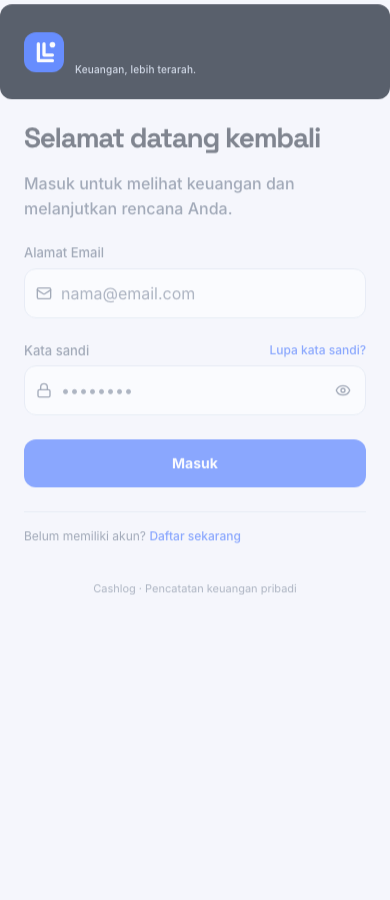 Keuangan, lebih terarah.
Selamat datang kembali
Masuk untuk melihat keuangan dan
melanjutkan rencana Anda.
Alamat Email
nama@email.com
Kata sandi
Lupa kata sandi?
Masuk
Belum memiliki akun? Daftar sekarang
Cashlog · Pencatatan keuangan pribadi